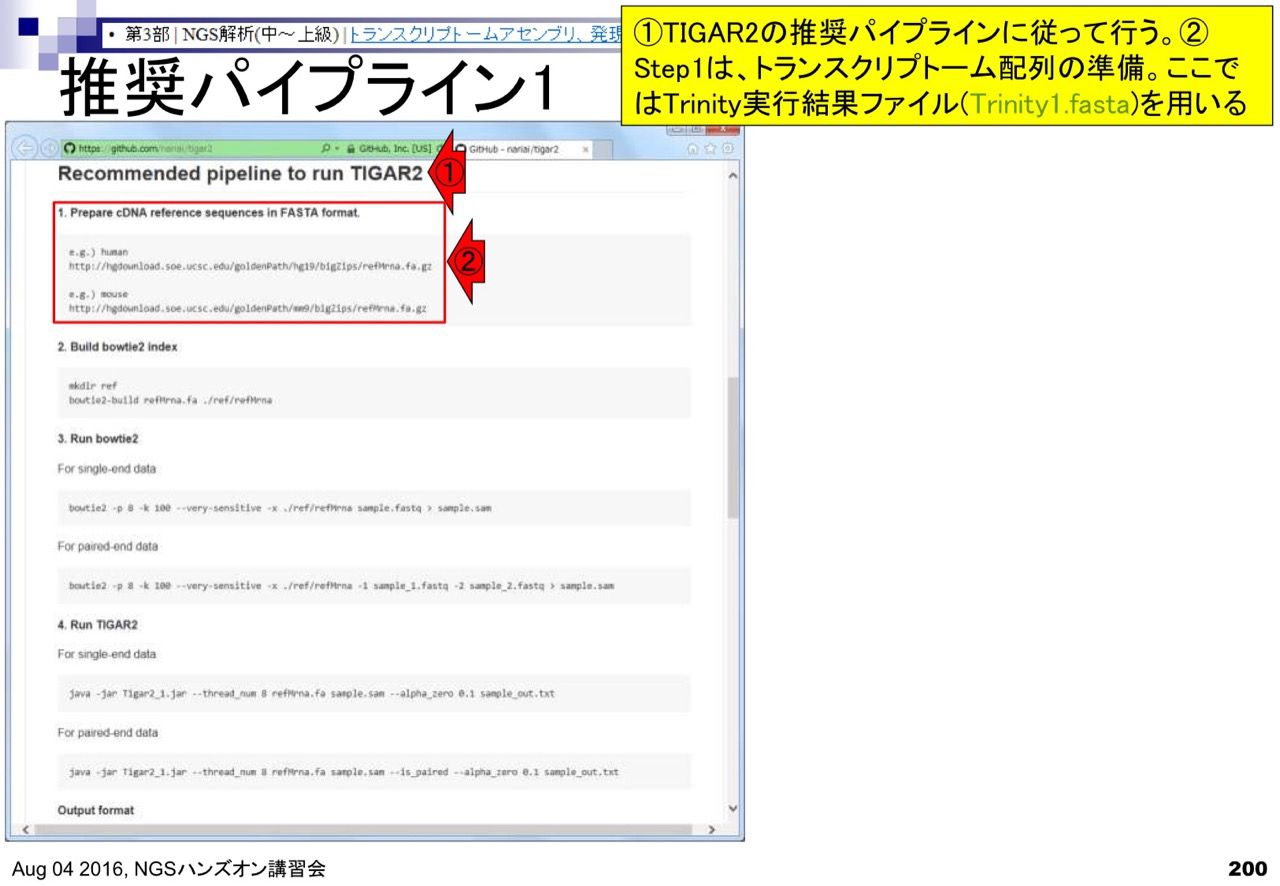 • 第3部 | NGS解析(中～上級) | トランスクリプトームアセンブリ、発現
①TIGAR2の推奨パイプラインに従って行う。②
Step1は、トランスクリプトーム配列の準備。ここで
はTrinity実行結果ファイル(Trinity1.fasta)を用いる
推奨パイプライン1
https://github.com/nariai/tigar2
GitHub, Inc. [US]
GitHub - nariai/tigar2
Recommended pipeline to run TIGAR2
①
1. Prepare cDNA reference sequences in FASTA format.
e.g.) human
http://hgdownload.soe.ucsc.edu/goldenPath/hg19/bigZips/refMrna.fa.gz
②
e.g.) mouse
http://hgdownload.soe.ucsc.edu/goldenPath/mm9/bigZips/refMrna.fa.gz
2. Build bowtie2 index
mkdir ref
bowtie2-build refMrna.fa ./ref/refMrna
3. Run bowtie2
For single-end data
bowtie2 -p 8 -k 100 --very-sensitive -x ./ref/refMrna sample.fastq > sample.sam
For paired-end data
bowtie2 -p 8 -k 100 --very-sensitive -x ./ref/refMrna -1 sample_1.fastq -2 sample_2.fastq > sample.sam
4. Run TIGAR2
For single-end data
java -jar Tigar2_1.jar --thread_num 8 refMrna.fa sample.sam --alpha_zero 0.1 sample_out.txt
For paired-end data
java -jar Tigar2_1.jar --thread_num 8 refMrna.fa sample.sam --is_paired --alpha_zero 0.1 sample_out.txt
Output format
Aug 04 2016, NGSハンズオン講習会
200